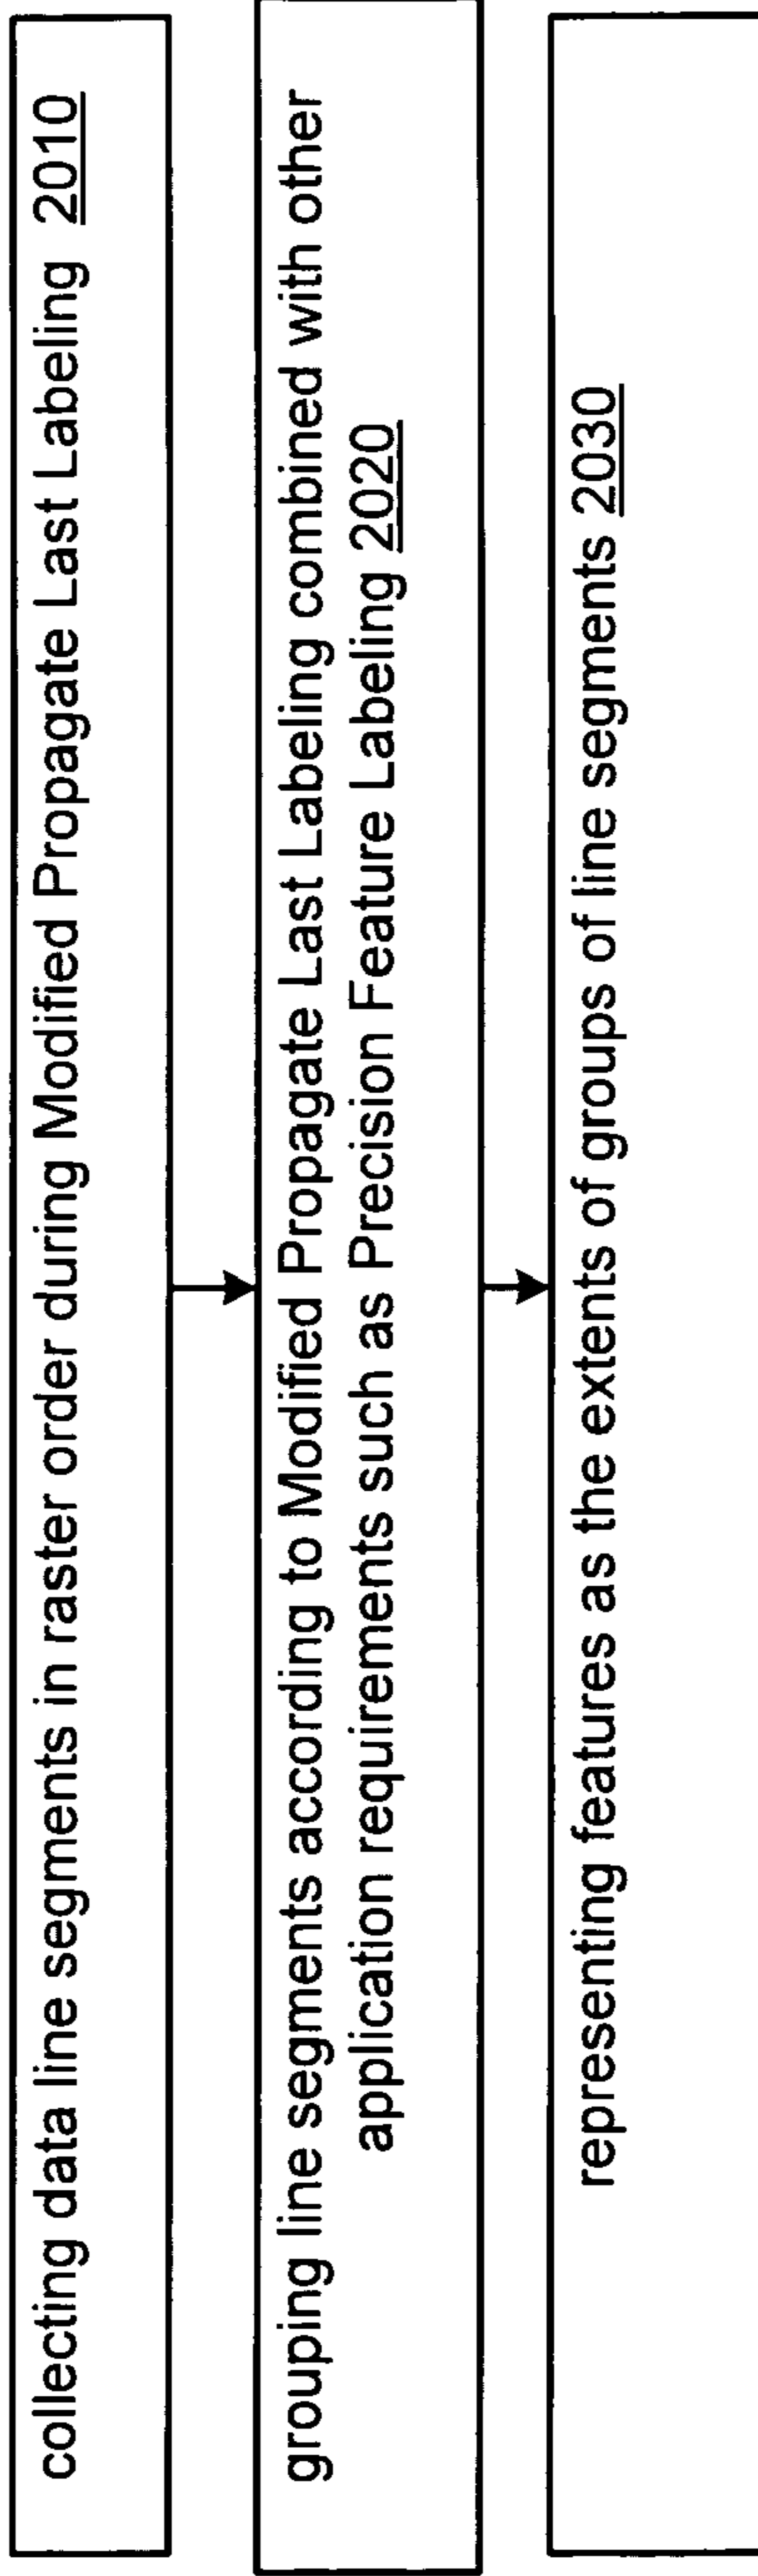 collecting data line segments in raster order during Modified Propagate Last Labeling 2010
grouping line segments according to Modified Propagate Last Labeling combined with other
application requirements such as Precision Feature Labeling 2020
representing features as the extents of groups of line segments 2030